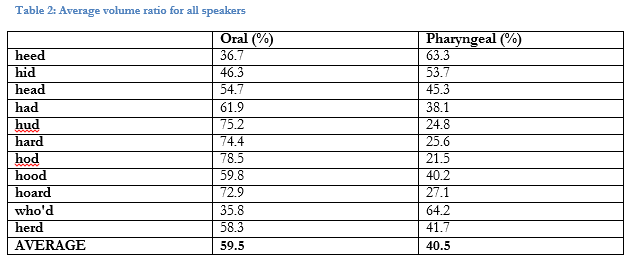 Table 2: Average volume ratio for all speakers
Oral (%) Pharyngeal (%)
heed 36.7 63.3
hid 46.3 53.7
head 54.7 45.3
had 61.9 38.1
hud 75.2 24.8
hard 74.4 25.6
hod 78.5 21.5
hood 59.8 40.2
hoard 72.9 27.1
who'd 35.8 64.2
herd 58.3 41.7
AVERAGE 59.5 40.5